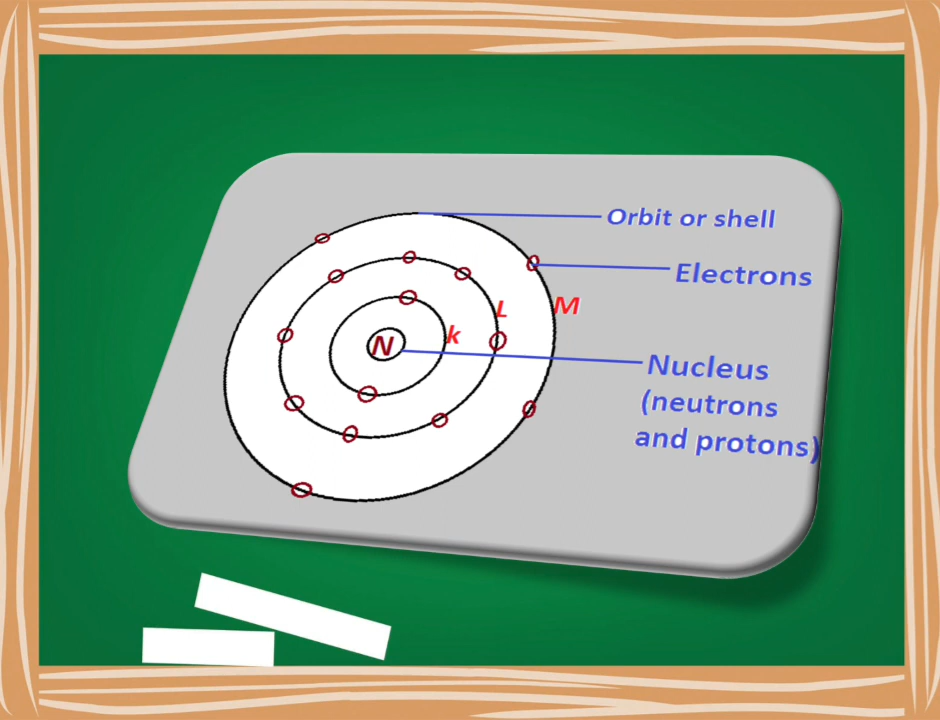 Orbit or shell
Electrons
M
L
k
N
Nucleus
(neutrons
and protons)